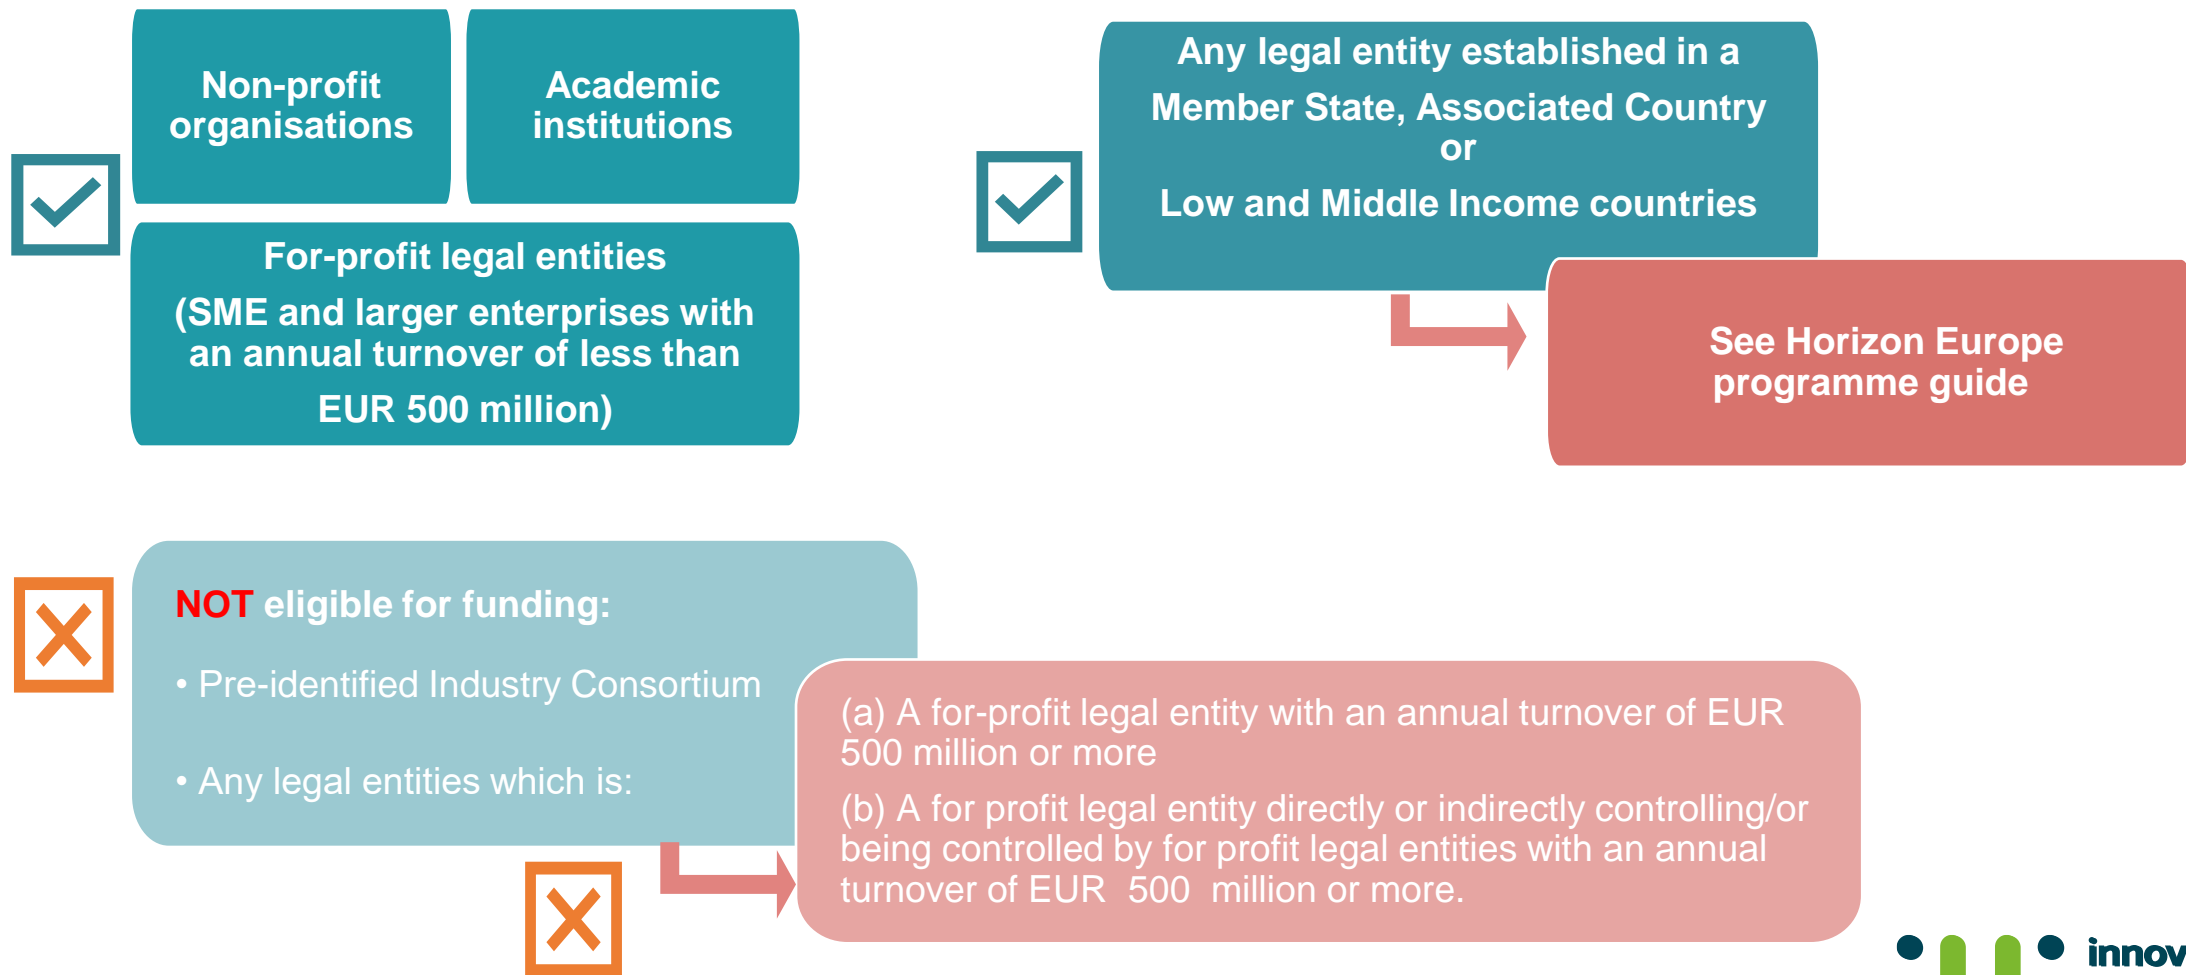 Non-profit
organisations
Academic
institutions
For-profit legal entities
(SME and larger enterprises with
an annual turnover of less than
EUR 500 million)
Any legal entity established in a
Member State, Associated Country
or
Low and Middle Income countries
See Horizon Europe
programme guide
NOT eligible for funding:
• Pre-identified Industry Consortium
• Any legal entities which is:
(a) A for-profit legal entity with an annual turnover of EUR
500 million or more
(b) A for profit legal entity directly or indirectly controlling/or
being controlled by for profit legal entities with an annual
turnover of EUR 500 million or more.
innov